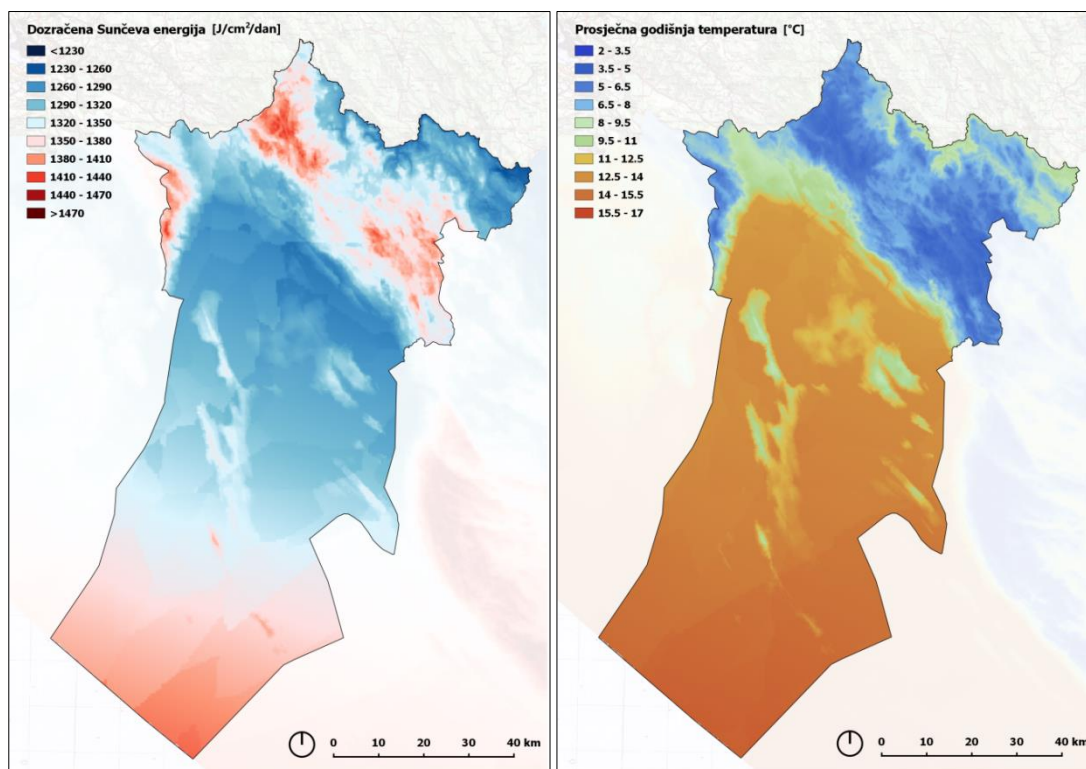 Dozračena Sunčeva energija [J/cm²/dan]
<1230
1230 - 1260
1260 - 1290
1290 - 1320
1320 - 1350
1350 - 1380
1380 - 1410
1410 - 1440
1440 - 1470
>1470
0 10 20 30 40 km
Prosječna godišnja temperatura [°C]
2 - 3.5
3.5 - 5
5 - 6.5
6.5 - 8
8 - 9.5
9.5 - 11
11 - 12.5
12.5 - 14
14 - 15.5
15.5 - 17
0 10 20 30 40 km